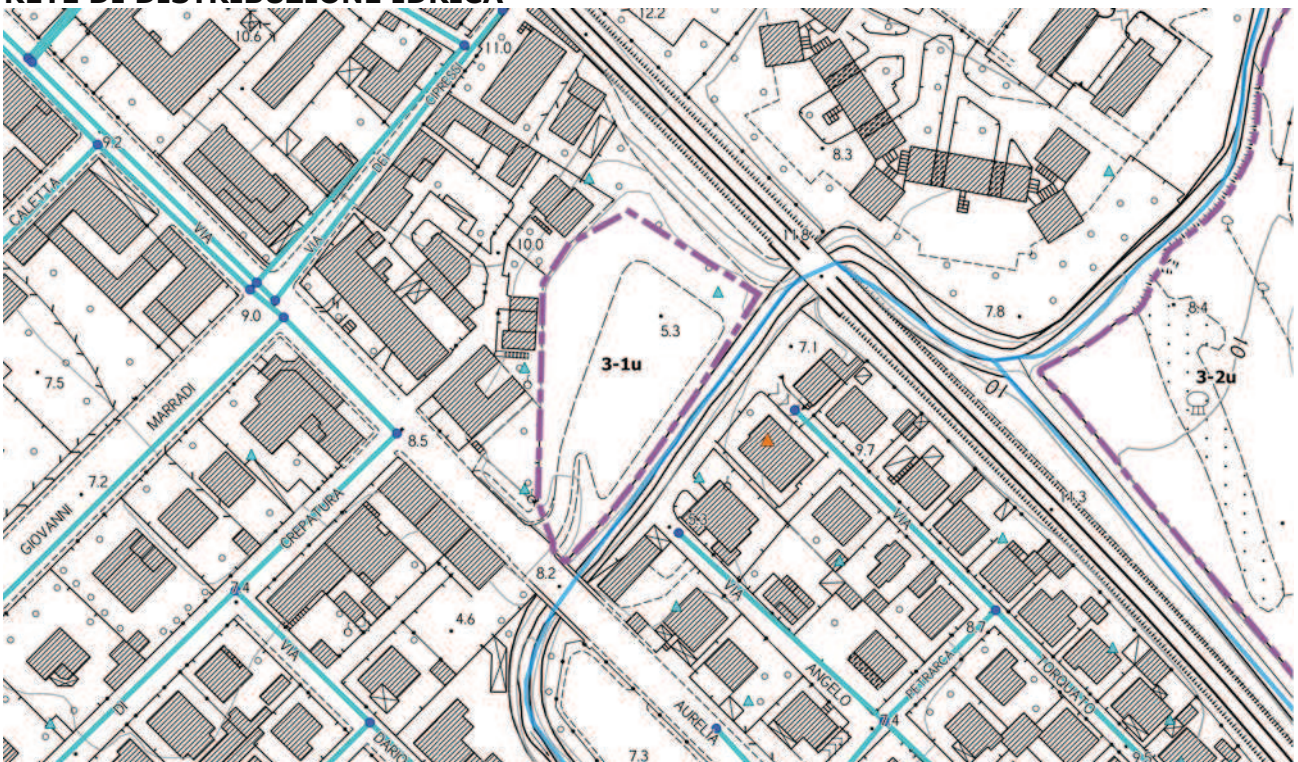 RETE DI DISTRIBUZIONE IDRICA
12.2
10.6
11.0
CIPRESSI
9.2
8.3
DEI
CALETTA
VIA
VIA
10.0
11.8
9.0
7.8
8.4
10
5.3
7.1
3-1u
3-2u
10
7.5
MARRADI
8.5
9.7
7.2
GIOVANNI
CREPATURA
VIA
8.2
7.4
VIA
4.6
8.7
VIA
PETRARCA
ANGELO
TORQUATO
DI
AURELIA
7.4
DARIO
7.3
9.5